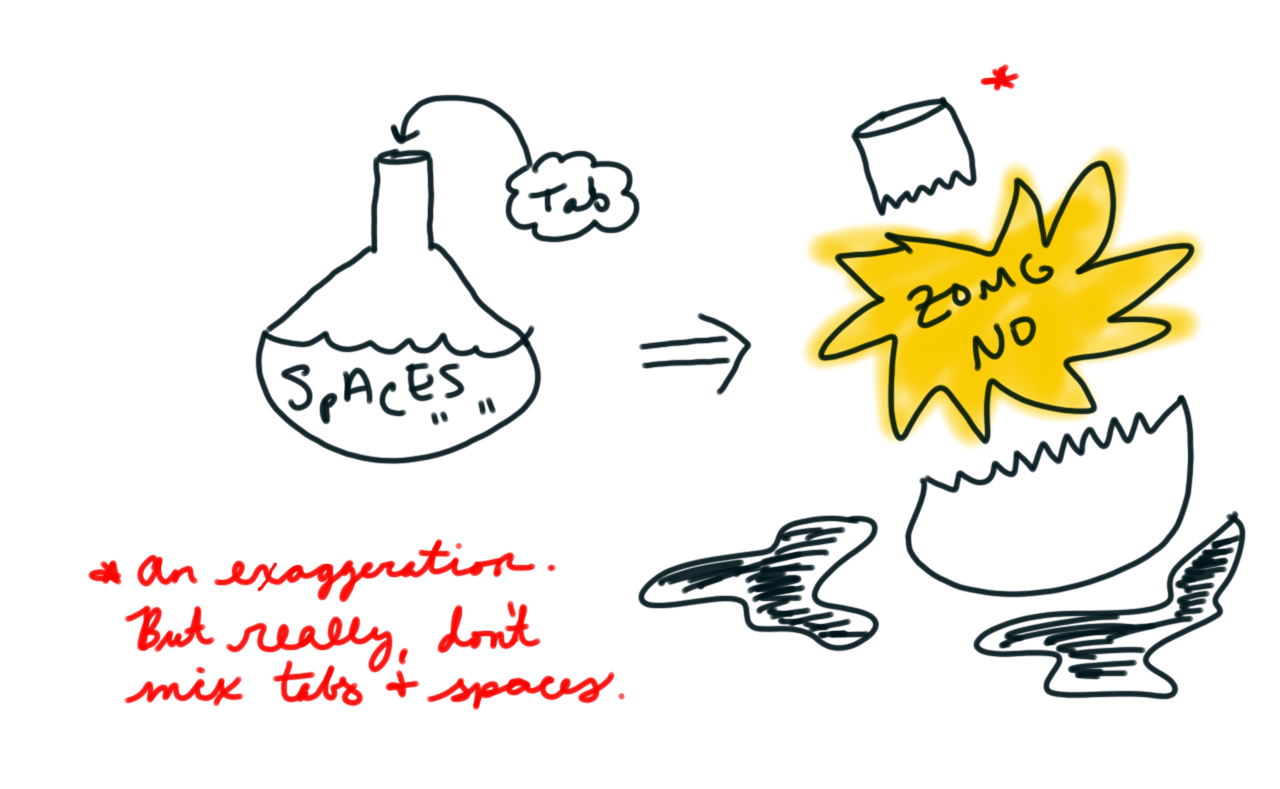 Tab
SPACES
" "
*
ZOMG
NO
* An exaggeration.
But really, don't
mix tabs + spaces.